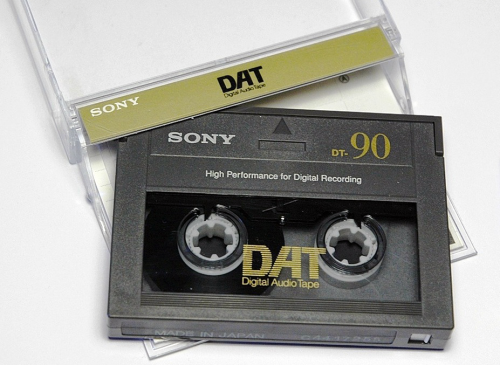 SONY
DAT
Digital Audio Tape
SONY
DT-90
High Performance for Digital Recording
DAT
Digital Audio Tape
MADE IN JAPAN